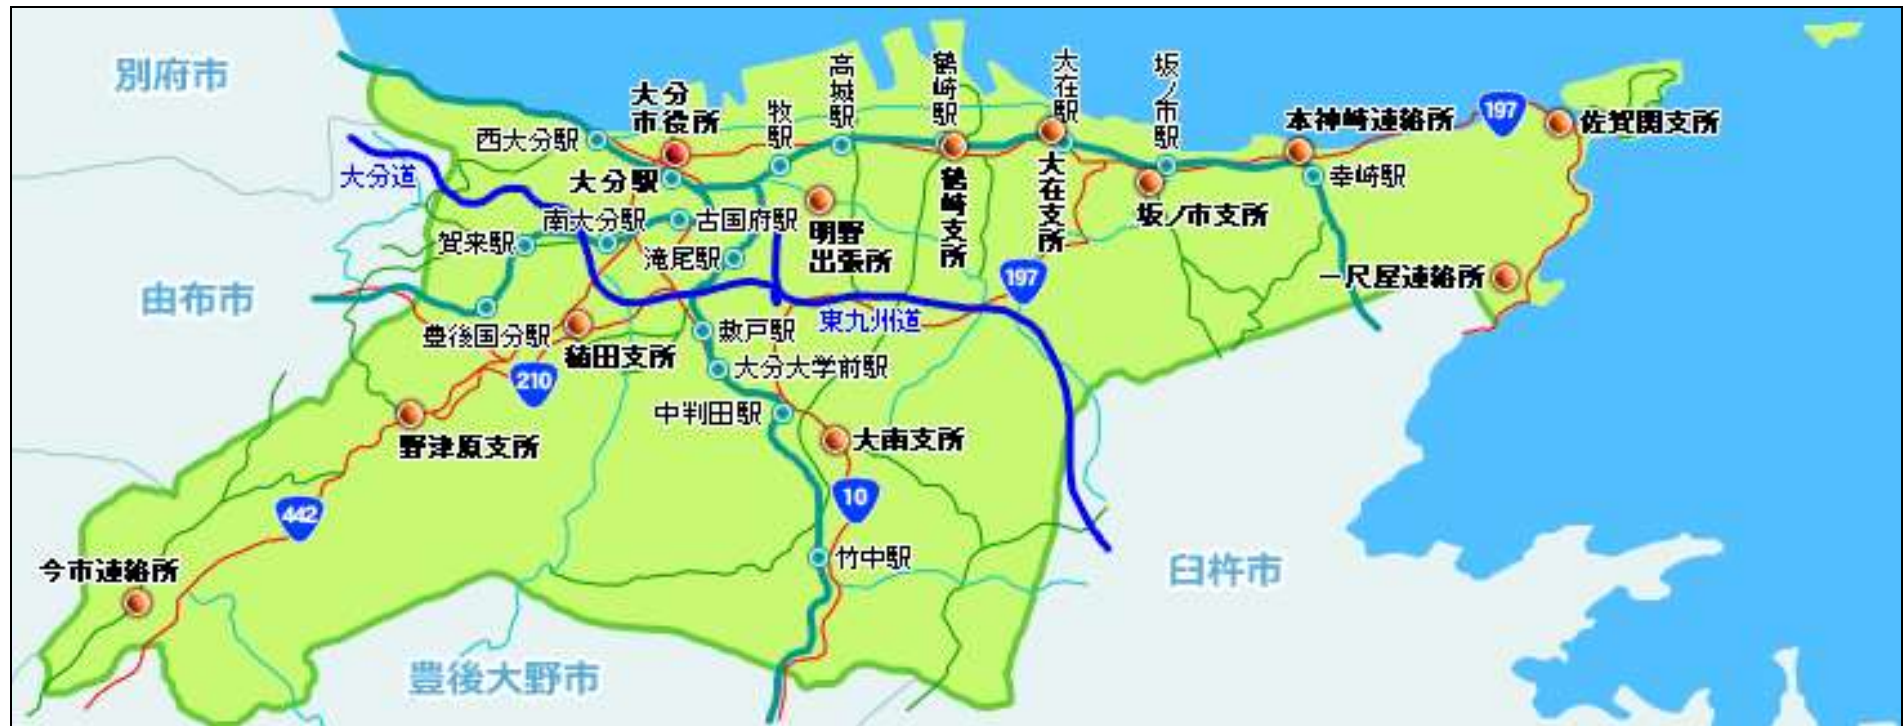 別府市
大分
市役所
西大分駅
牧駅
高城駅
鶴崎駅
大在駅
坂ノ市駅
本神崎連絡所
197
佐賀関支所
大分道
大分駅
南大分駅
古国府駅
賀来駅
滝尾駅
明野
出張所
鶴崎支所
大在支所
坂ノ市支所
幸崎駅
一尺屋連絡所
197
由布市
豊後国分駅
稙田支所
敷戸駅
東九州道
210
大分大学前駅
中判田駅
大南支所
野津原支所
442
10
今市連絡所
竹中駅
臼杵市
豊後大野市